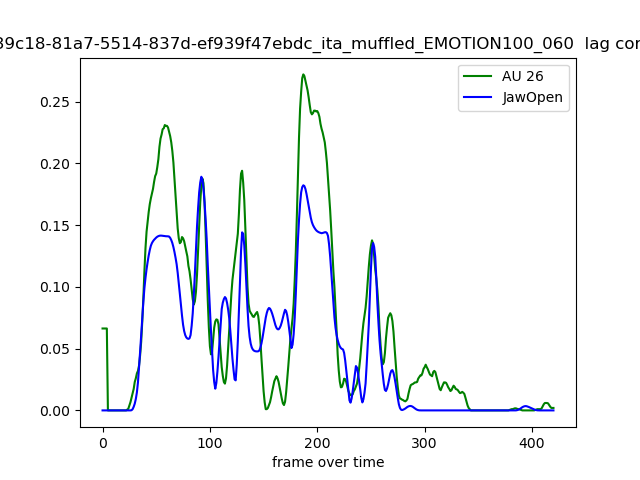 39c18-81a7-5514-837d-ef939f47ebdc_ita_muffled_EMOTION100_060 lag cor
AU 26
JawOpen
0.25
0.20
0.15
0.10
0.05
0.00
0
100
200
300
400
frame over time